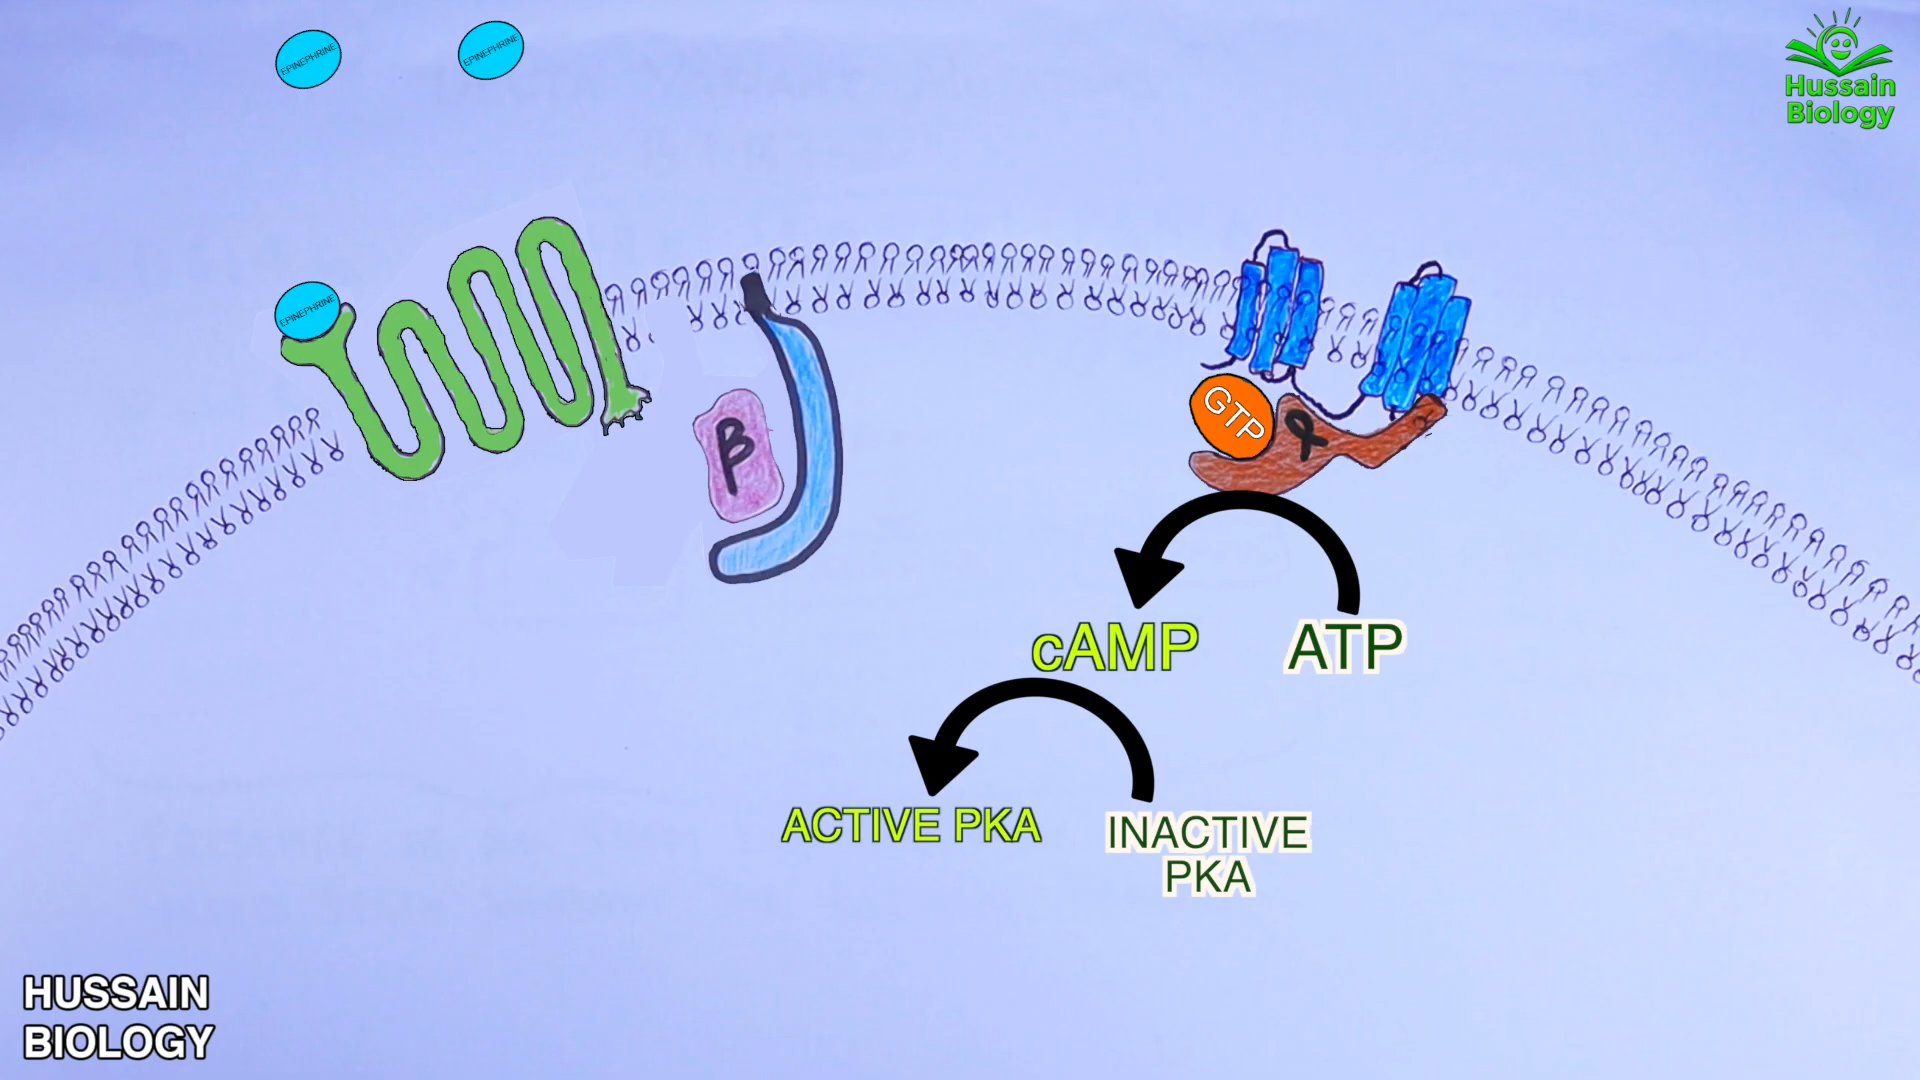 EPINEPHRINE
EPINEPHRINE
Hussain
Biology
EPINEPHRINE
β
GTP
α
cAMP
ATP
ACTIVE PKA
INACTIVE
PKA
HUSSAIN
BIOLOGY